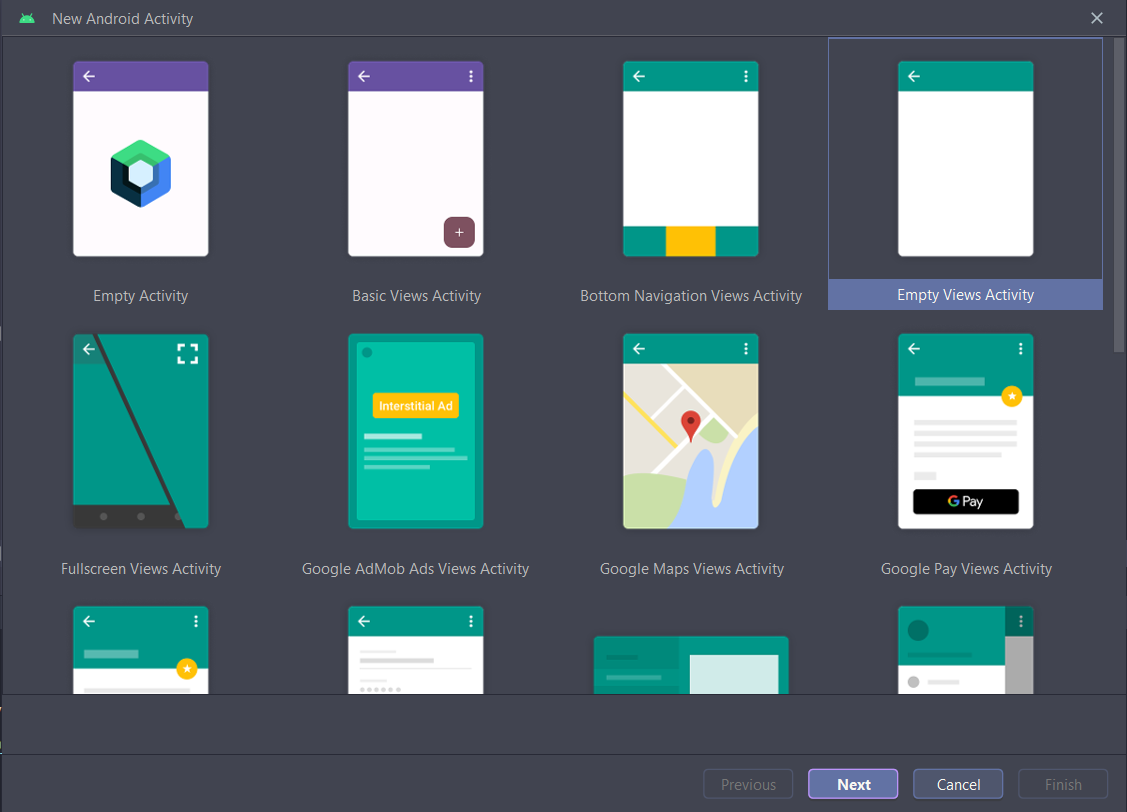 New Android Activity
Empty Activity
Basic Views Activity
Bottom Navigation Views Activity
Empty Views Activity
Interstitial Ad
G Pay
Fullscreen Views Activity
Google AdMob Ads Views Activity
Google Maps Views Activity
Google Pay Views Activity
Previous
Next
Cancel
Finish